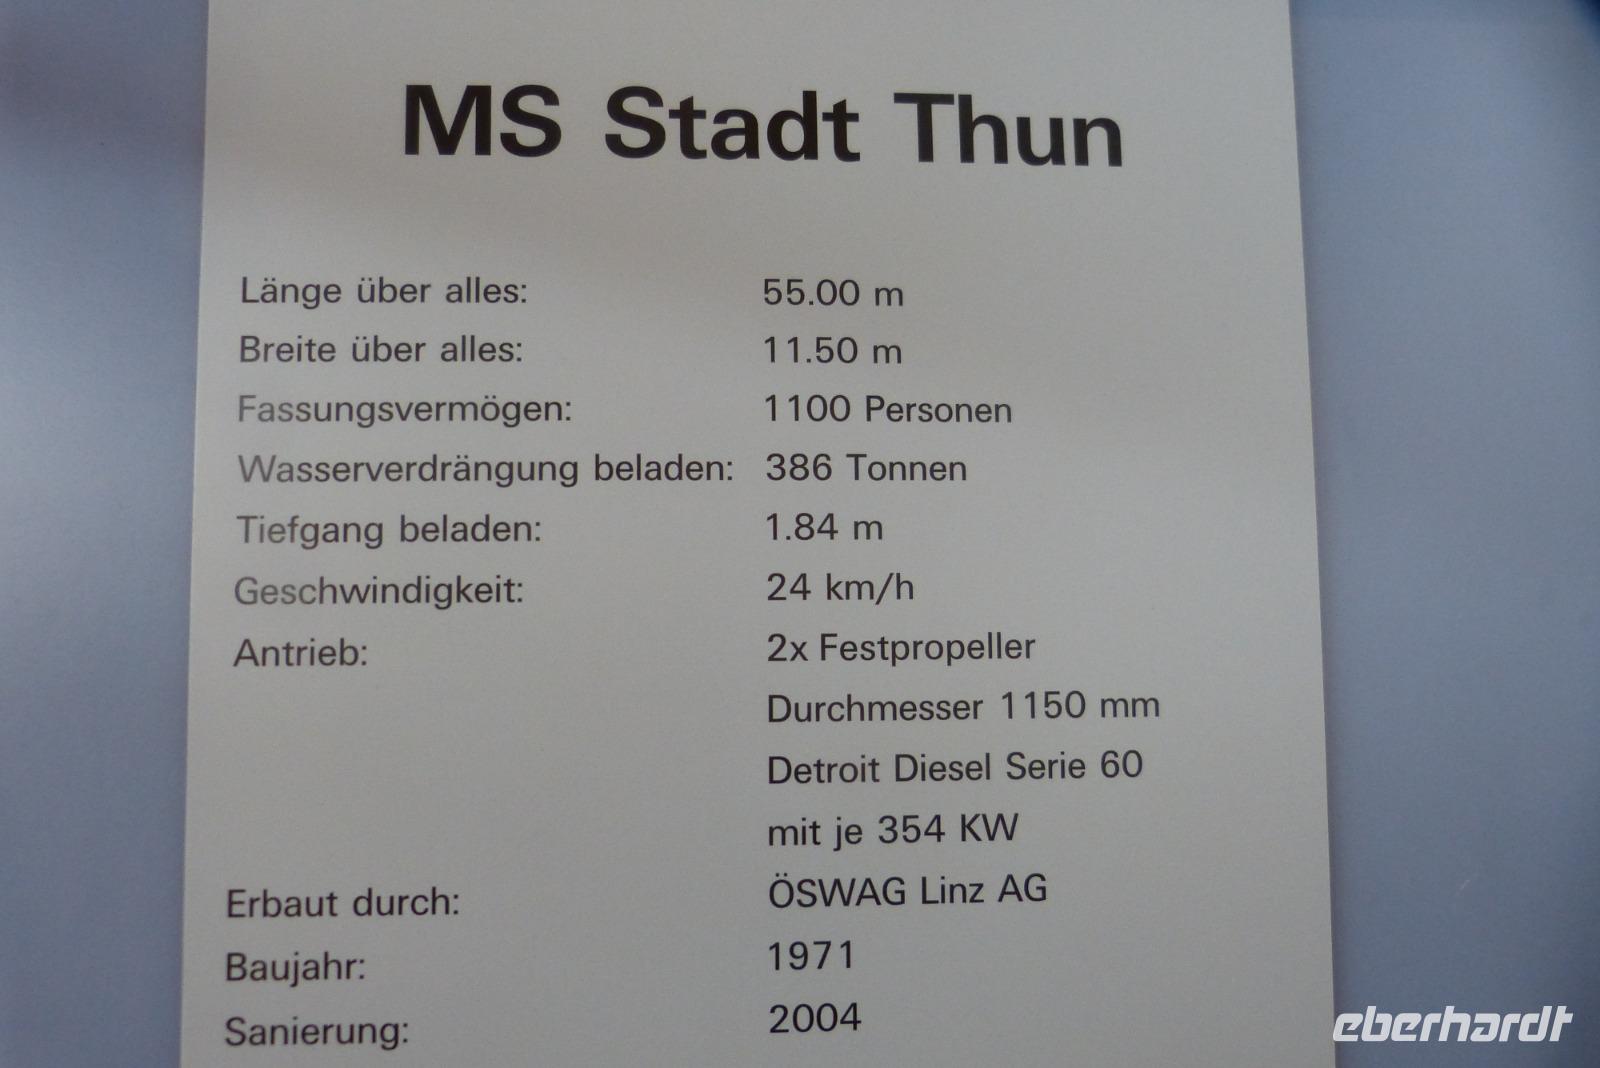 MS Stadt Thun
Länge über alles: 55.00 m
Breite über alles: 11.50 m
Fassungsvermögen: 1100 Personen
Wasserverdrängung beladen: 386 Tonnen
Tiefgang beladen: 1.84 m
Geschwindigkeit: 24 km/h
Antrieb: 2x Festpropeller
Durchmesser 1150 mm
Detroit Diesel Serie 60
mit je 354 KW
Erbaut durch: ÖSWAG Linz AG
Baujahr: 1971
Sanierung: 2004
eberhardt